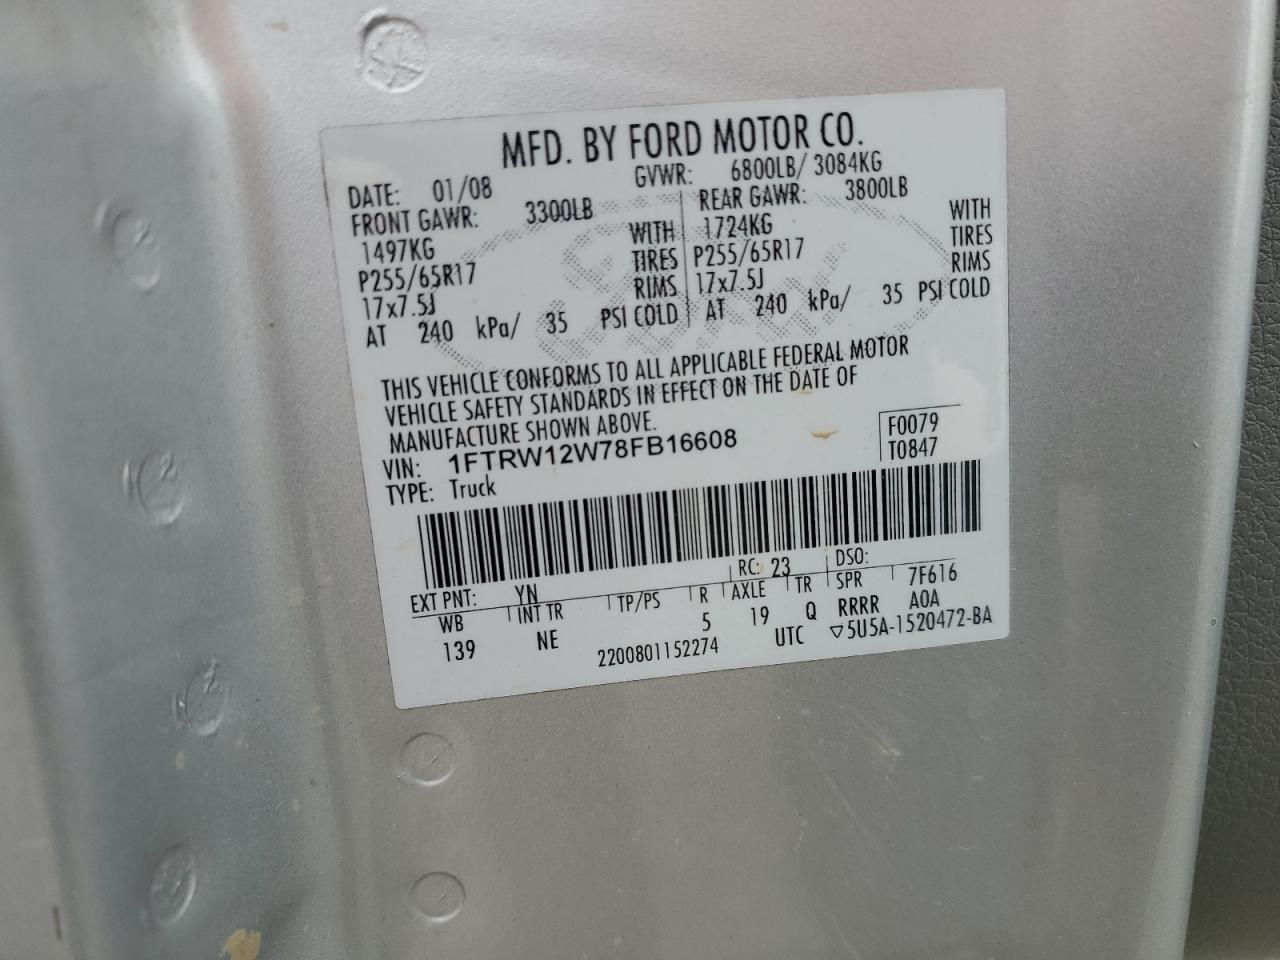 MFD. BY FORD MOTOR CO.
DATE: 01/08 GVWR: 6800LB/ 3084KG
FRONT GAWR: 3300LB REAR GAWR: 3800LB
1497KG WITH 1724KG WITH
P255/65R17 TIRES P255/65R17 TIRES
17x7.5J RIMS 17x7.5J RIMS
AT 240 kPa/ 35 PSI COLD AT 240 kPa/ 35 PSI COLD
THIS VEHICLE CONFORMS TO ALL APPLICABLE FEDERAL MOTOR
VEHICLE SAFETY STANDARDS IN EFFECT ON THE DATE OF
MANUFACTURE SHOWN ABOVE.
F0079
VIN: 1FTRW12W78FB16608
T0847
TYPE: Truck
EXT PNT: YN RC: 23 DSO:
WB INT TR TP/PS R AXLE TR SPR 7F616
139 NE 5 19 Q RRRR A0A
2200801152274 UTC ▽5U5A-1520472-BA